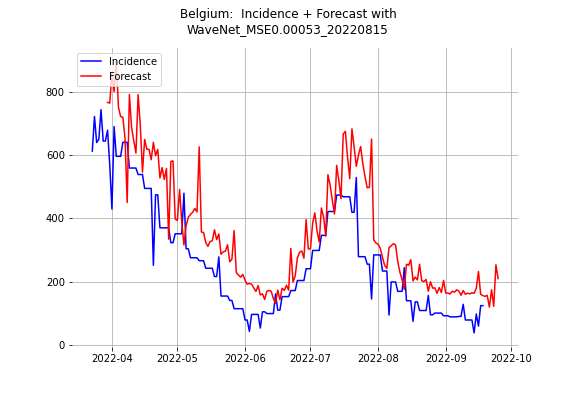 Belgium:  Incidence + Forecast with
WaveNet_MSE0.00053_20220815
Incidence
Forecast
800
600
400
200
0
2022-04 2022-05 2022-06 2022-07 2022-08 2022-09 2022-10